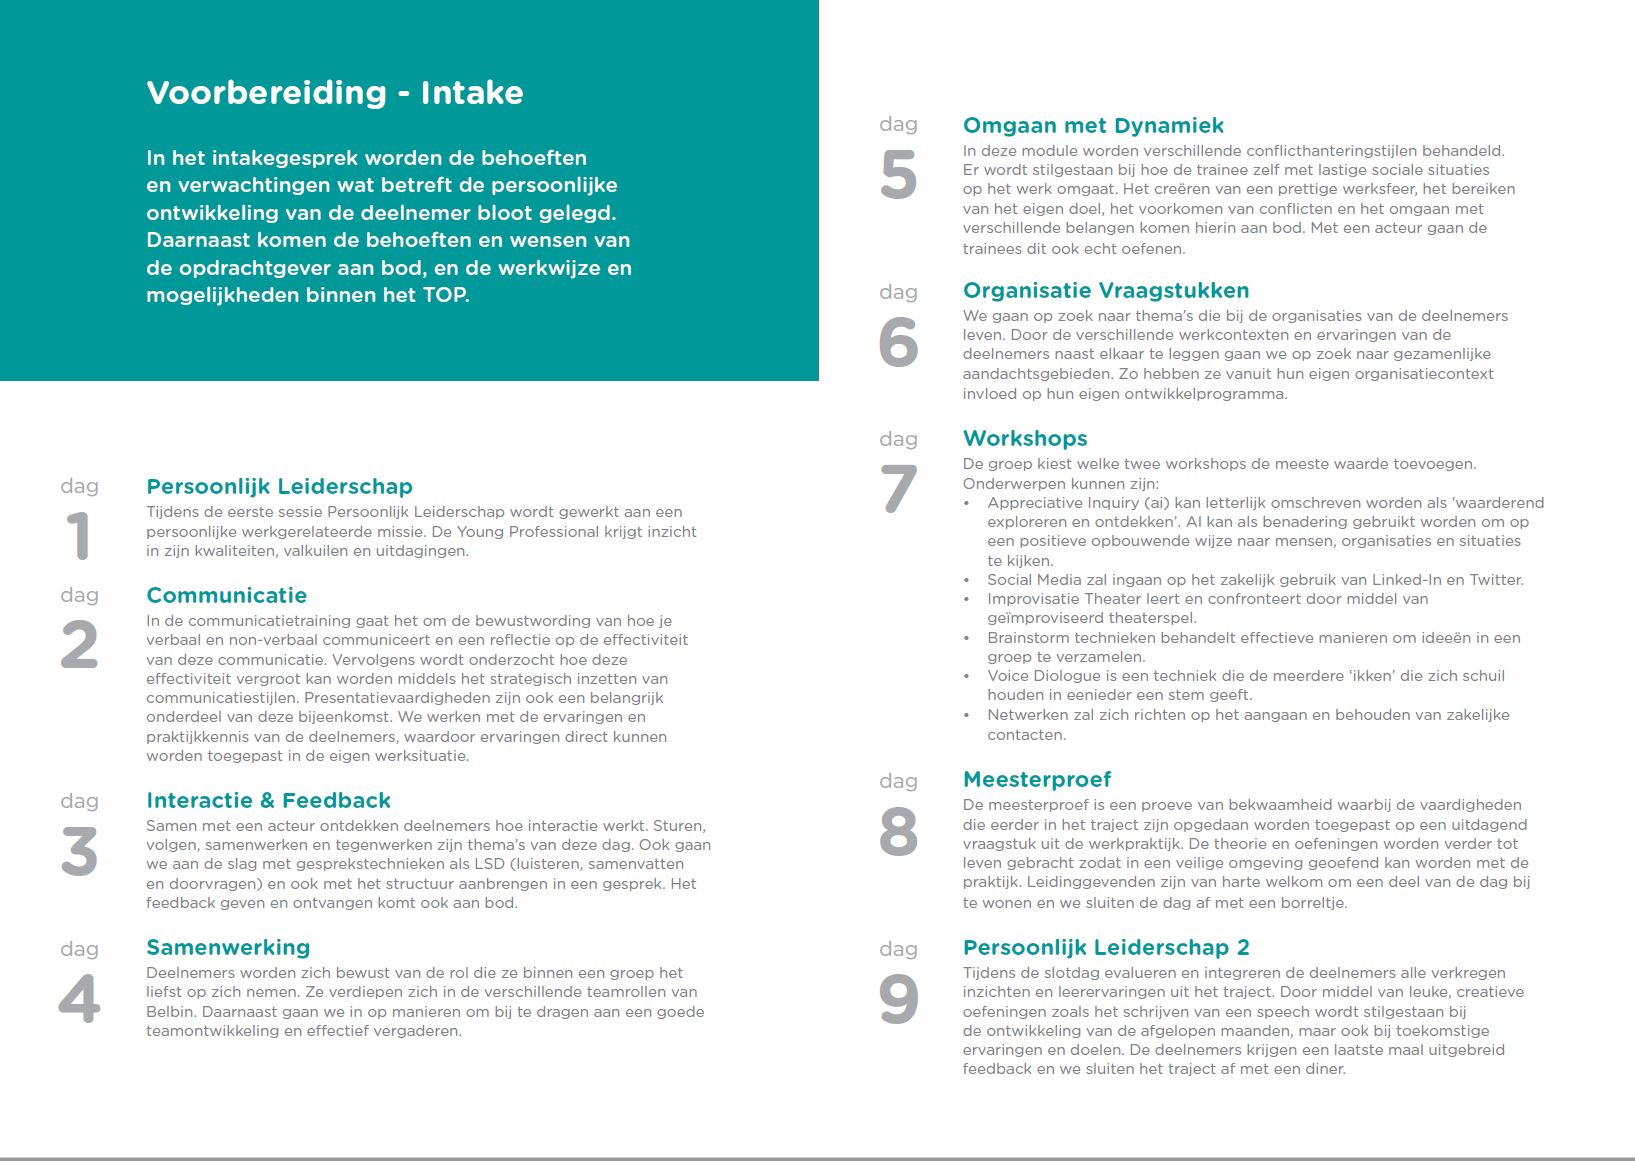 Voorbereiding - Intake
In het intakegesprek worden de behoeften
en verwachtingen wat betreft de persoonlijke
ontwikkeling van de deelnemer bloot gelegd.
Daarnaast komen de behoeften en wensen van
de opdrachtgever aan bod, en de werkwijze en
mogelijkheden binnen het TOP.
dag
1
Persoonlijk Leiderschap
Tijdens de eerste sessie Persoonlijk Leiderschap wordt gewerkt aan een
persoonlijke werkgerelateerde missie. De Young Professional krijgt inzicht
in zijn kwaliteiten, valkuilen en uitdagingen.
dag
2
Communicatie
In de communicatietraining gaat het om de bewustwording van hoe je
verbaal en non-verbaal communiceert en een reflectie op de effectiviteit
van deze communicatie. Vervolgens wordt onderzocht hoe deze
effectiviteit vergroot kan worden middels het strategisch inzetten van
communicatiestijlen. Presentatievaardigheden zijn ook een belangrijk
onderdeel van deze bijeenkomst. We werken met de ervaringen en
praktijkkennis van de deelnemers, waardoor ervaringen direct kunnen
worden toegepast in de eigen werksituatie.
dag
3
Interactie & Feedback
Samen met een acteur ontdekken deelnemers hoe interactie werkt. Sturen,
volgen, samenwerken en tegenwerken zijn thema's van deze dag. Ook gaan
we aan de slag met gesprekstechnieken als LSD (luisteren, samenvatten
en doorvragen) en ook met het structuur aanbrengen in een gesprek. Het
feedback geven en ontvangen komt ook aan bod.
dag
4
Samenwerking
Deelnemers worden zich bewust van de rol die ze binnen een groep het
liefst op zich nemen. Ze verdiepen zich in de verschillende teamrollen van
Belbin. Daarnaast gaan we in op manieren om bij te dragen aan een goede
teamontwikkeling en effectief vergaderen.
dag
5
Omgaan met Dynamiek
In deze module worden verschillende conflicthanteringstijlen behandeld.
Er wordt stilgestaan bij hoe de trainee zelf met lastige sociale situaties
op het werk omgaat. Het creëren van een prettige werksfeer, het bereiken
van het eigen doel, het voorkomen van conflicten en het omgaan met
verschillende belangen komen hierin aan bod. Met een acteur gaan de
trainees dit ook echt oefenen.
dag
6
Organisatie Vraagstukken
We gaan op zoek naar thema's die bij de organisaties van de deelnemers
leven. Door de verschillende werkcontexten en ervaringen van de
deelnemers naast elkaar te leggen gaan we op zoek naar gezamenlijke
aandachtsgebieden. Zo hebben ze vanuit hun eigen organisatiecontext
invloed op hun eigen ontwikkelprogramma.
dag
7
Workshops
De groep kiest welke twee workshops de meeste waarde toevoegen.
Onderwerpen kunnen zijn:
• Appreciative Inquiry (ai) kan letterlijk omschreven worden als ‘waarderend
exploreren en ontdekken’. AI kan als benadering gebruikt worden om op
een positieve opbouwende wijze naar mensen, organisaties en situaties
te kijken.
• Social Media zal ingaan op het zakelijk gebruik van Linked-In en Twitter.
• Improvisatie Theater leert en confronteert door middel van
geïmproviseerd theaterspel.
• Brainstorm technieken behandelt effectieve manieren om ideeën in een
groep te verzamelen.
• Voice Diologue is een techniek die de meerdere ‘ikken’ die zich schuil
houden in eenieder een stem geeft.
• Netwerken zal zich richten op het aangaan en behouden van zakelijke
contacten.
dag
8
Meesterproef
De meesterproef is een proeve van bekwaamheid waarbij de vaardigheden
die eerder in het traject zijn opgedaan worden toegepast op een uitdagend
vraagstuk uit de werkpraktijk. De theorie en oefeningen worden verder tot
leven gebracht zodat in een veilige omgeving geoefend kan worden met de
praktijk. Leidinggevenden zijn van harte welkom om een deel van de dag bij
te wonen en we sluiten de dag af met een borreltje.
dag
9
Persoonlijk Leiderschap 2
Tijdens de slotdag evalueren en integreren de deelnemers alle verkregen
inzichten en leerervaringen uit het traject. Door middel van leuke, creatieve
oefeningen zoals het schrijven van een speech wordt stilgestaan bij
de ontwikkeling van de afgelopen maanden, maar ook bij toekomstige
ervaringen en doelen. De deelnemers krijgen een laatste maal uitgebreid
feedback en we sluiten het traject af met een diner.